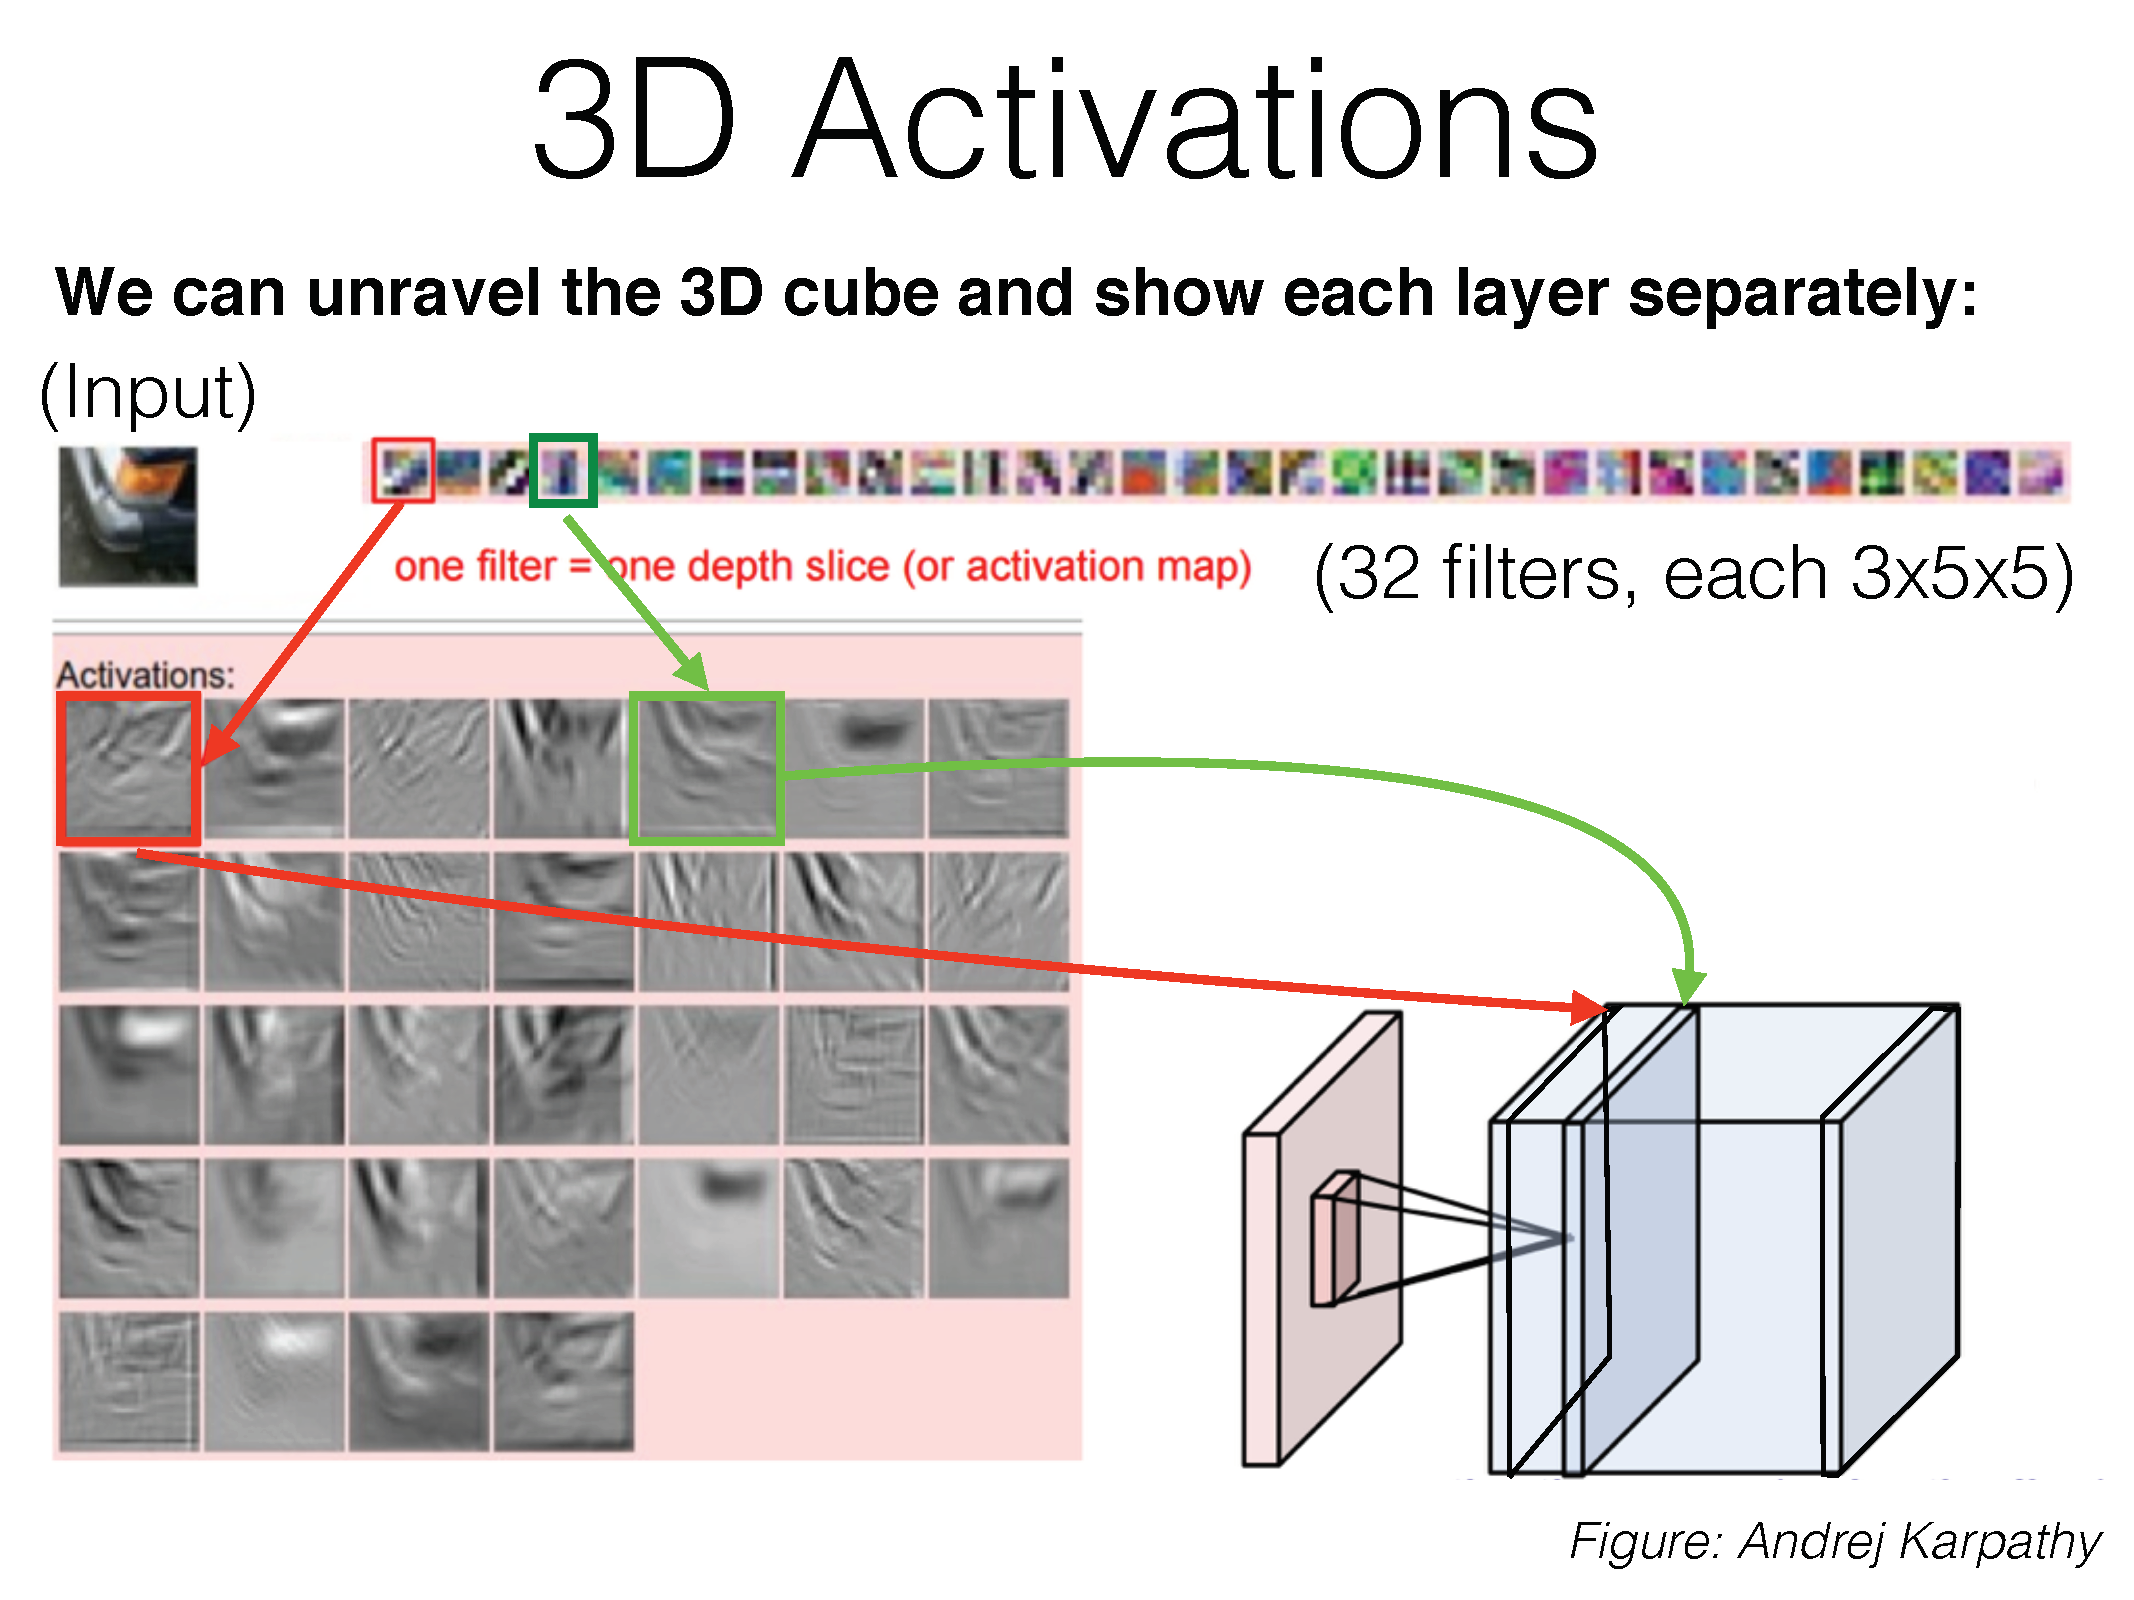 3D Activations
We can unravel the 3D cube and show each layer separately:
(Input)
one filter = one depth slice (or activation map)
(32 filters, each 3x5x5)
Activations:
Figure: Andrej Karpathy